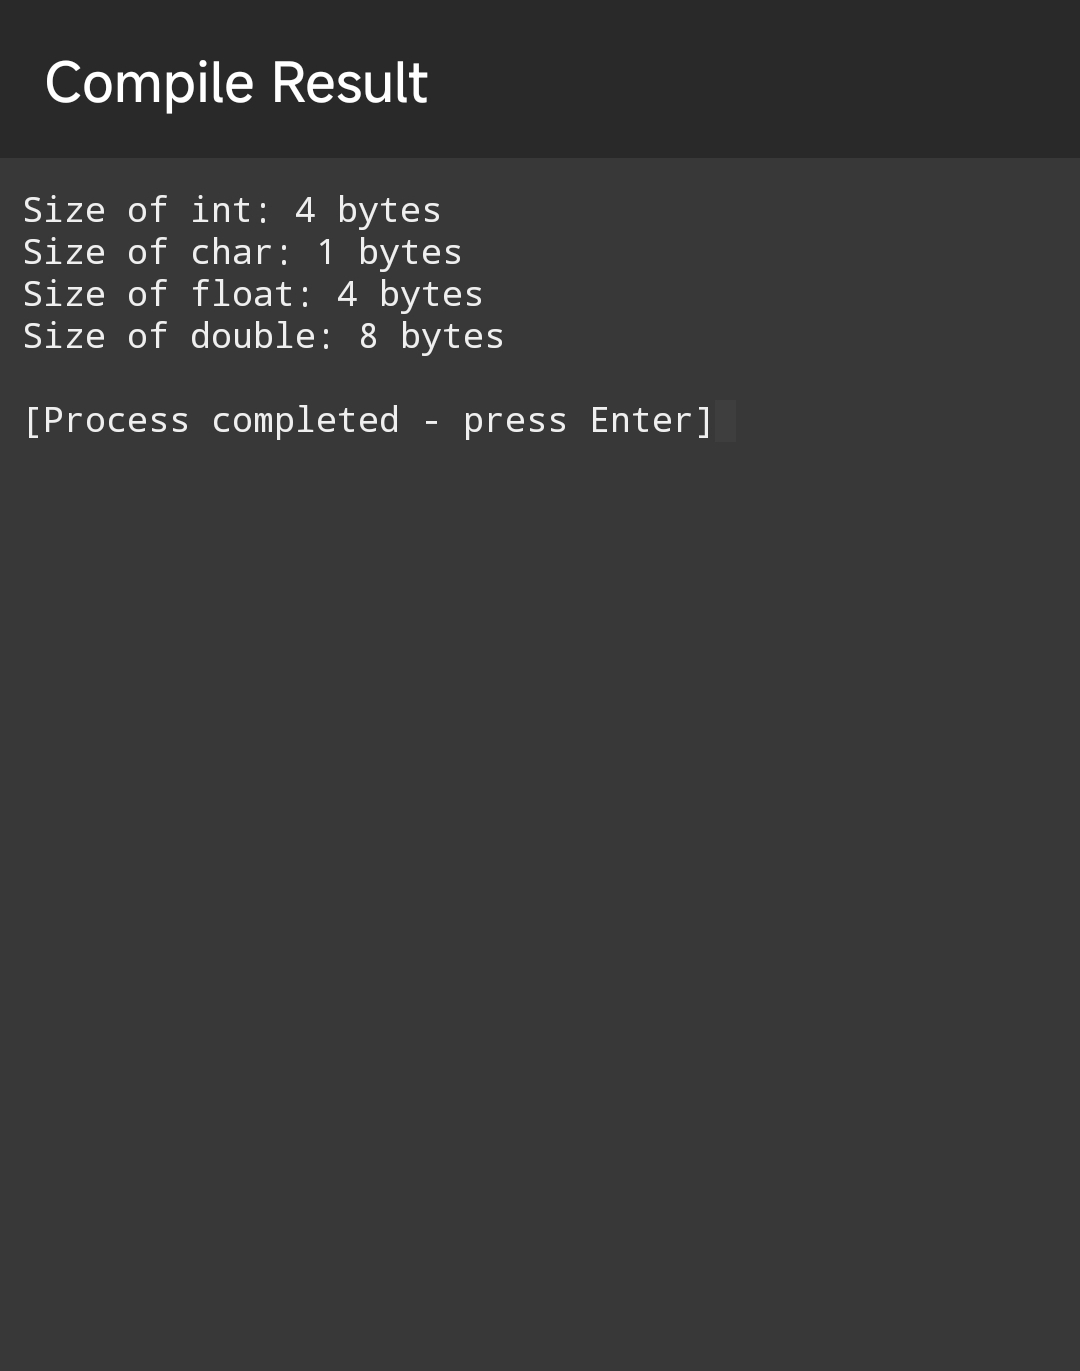 Compile Result
Size of int: 4 bytes
Size of char: 1 bytes
Size of float: 4 bytes
Size of double: 8 bytes
[Process completed - press Enter]